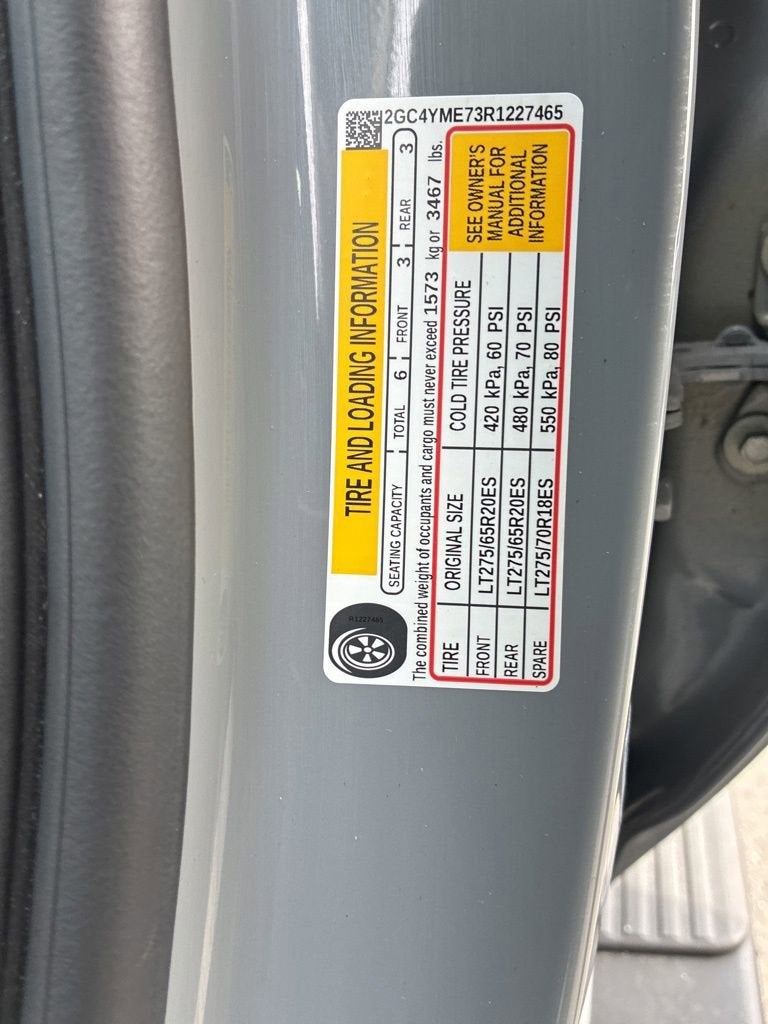 2GC4YME73R1227465
TIRE AND LOADING INFORMATION
SEATING CAPACITY TOTAL 6 FRONT 3 REAR 3
The combined weight of occupants and cargo must never exceed 1573 kg or 3467 lbs.
TIRE ORIGINAL SIZE COLD TIRE PRESSURE
FRONT LT275/65R20ES 420 kPa, 60 PSI
REAR LT275/65R20ES 480 kPa, 70 PSI
SPARE LT275/70R18ES 550 kPa, 80 PSI
SEE OWNER'S
MANUAL FOR
ADDITIONAL
INFORMATION
R1227465